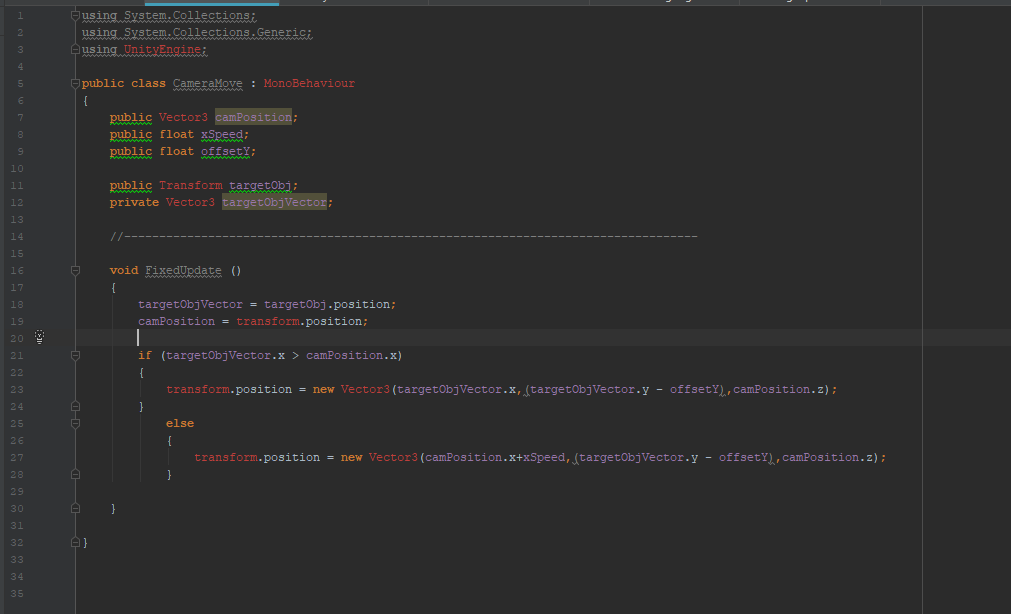 1 using System.Collections;
2 using System.Collections.Generic;
3 using UnityEngine;
4
5 public class CameraMove : MonoBehaviour
6 {
7 public Vector3 camPosition;
8 public float xSpeed;
9 public float offsetY;
10
11 public Transform targetObj;
12 private Vector3 targetObjVector;
13
14 //----------------------------------------------------------------------------------
15
16 void FixedUpdate ()
17 {
18 targetObjVector = targetObj.position;
19 camPosition = transform.position;
20
21 if (targetObjVector.x > camPosition.x)
22 {
23 transform.position = new Vector3(targetObjVector.x,(targetObjVector.y - offsetY),camPosition.z);
24 }
25 else
26 {
27 transform.position = new Vector3(camPosition.x+xSpeed,(targetObjVector.y - offsetY),camPosition.z);
28 }
29
30 }
31
32 }
33
34
35